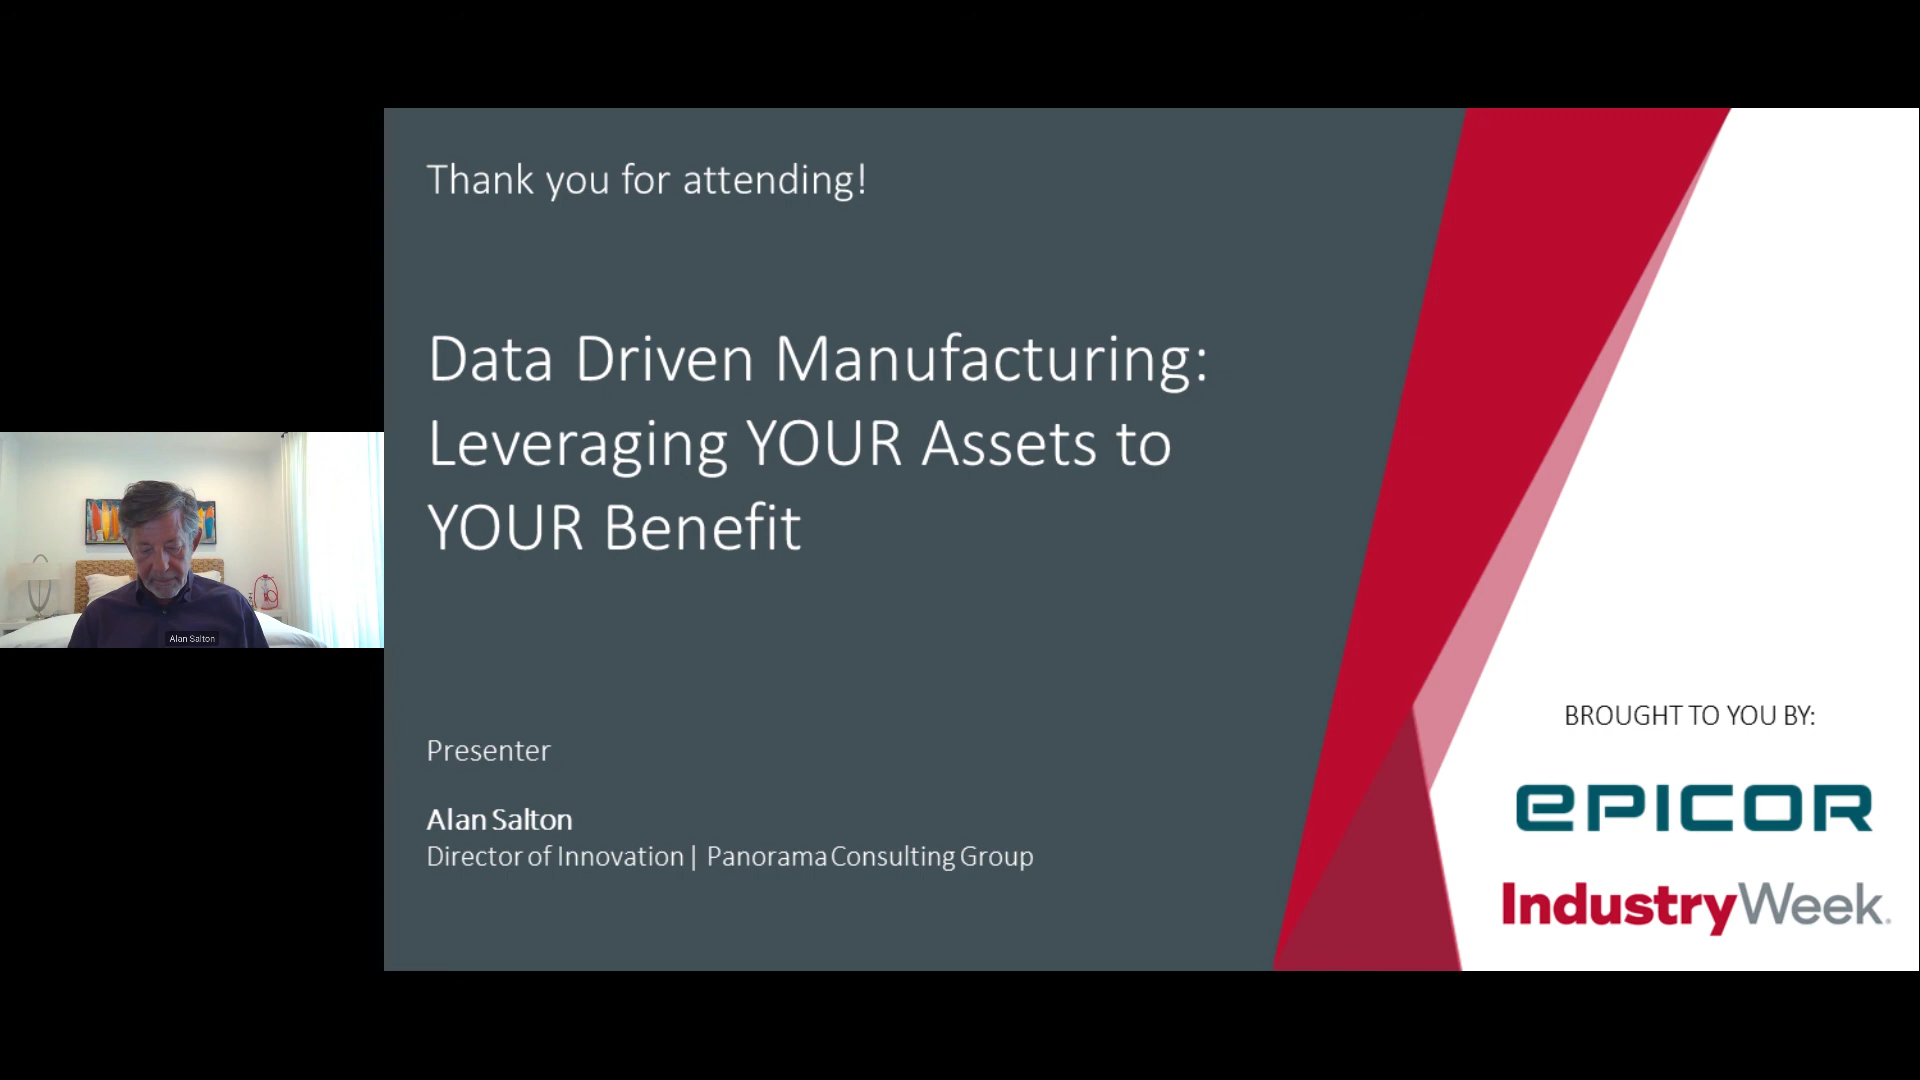 Thank you for attending!
Data Driven Manufacturing:
Leveraging YOUR Assets to
YOUR Benefit
Presenter
Alan Salton
Director of Innovation | Panorama Consulting Group
BROUGHT TO YOU BY:
EPICOR
IndustryWeek.
Alan Salton